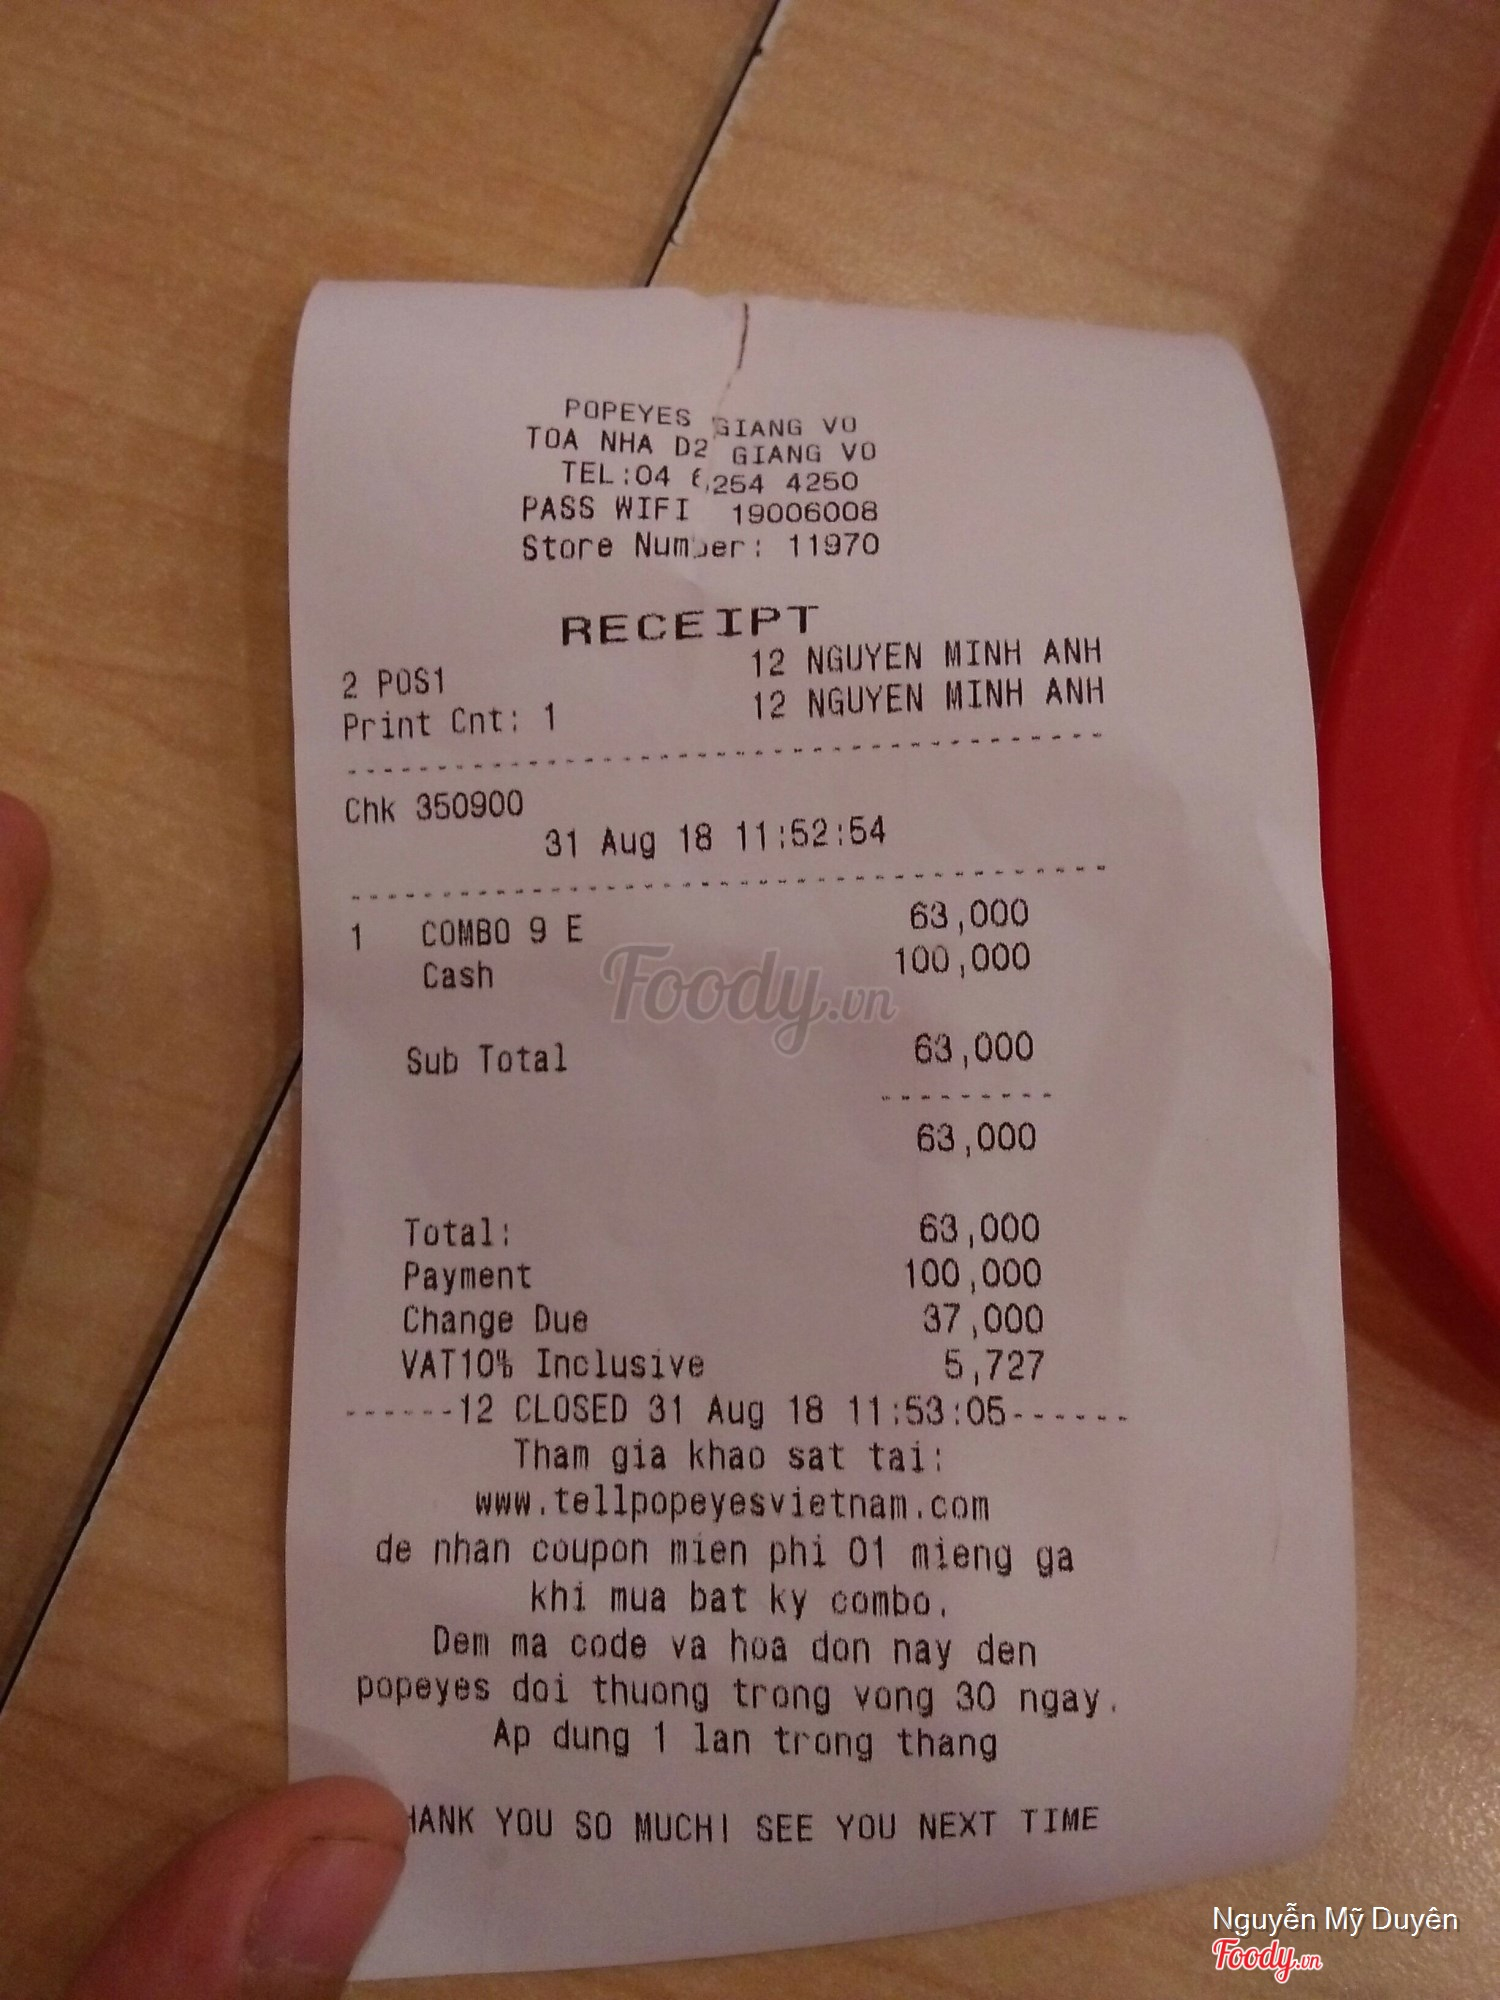 POPEYES GIANG VO
TOA NHA D2 GIANG VO
TEL:04 6254 4250
PASS WIFI 19006008
Store Number: 11970
RECEIPT
2 POS1 12 NGUYEN MINH ANH
Print Cnt: 1 12 NGUYEN MINH ANH
Chk 350900
31 Aug 18 11:52:54
1 COMBO 9 E 63,000
Cash 100,000
Foody.vn
Sub Total 63,000
63,000
Total: 63,000
Payment 100,000
Change Due 37,000
VAT10% Inclusive 5,727
------12 CLOSED 31 Aug 18 11:53:05------
Tham gia khao sat tai:
www.tellpopeyesvietnam.com
de nhan coupon mien phi 01 mieng ga
khi mua bat ky combo.
Dem ma code va hoa don nay den
popeyes doi thuong trong vong 30 ngay.
Ap dung 1 lan trong thang
HANK YOU SO MUCH! SEE YOU NEXT TIME
Nguyễn Mỹ Duyên
Foody.vn